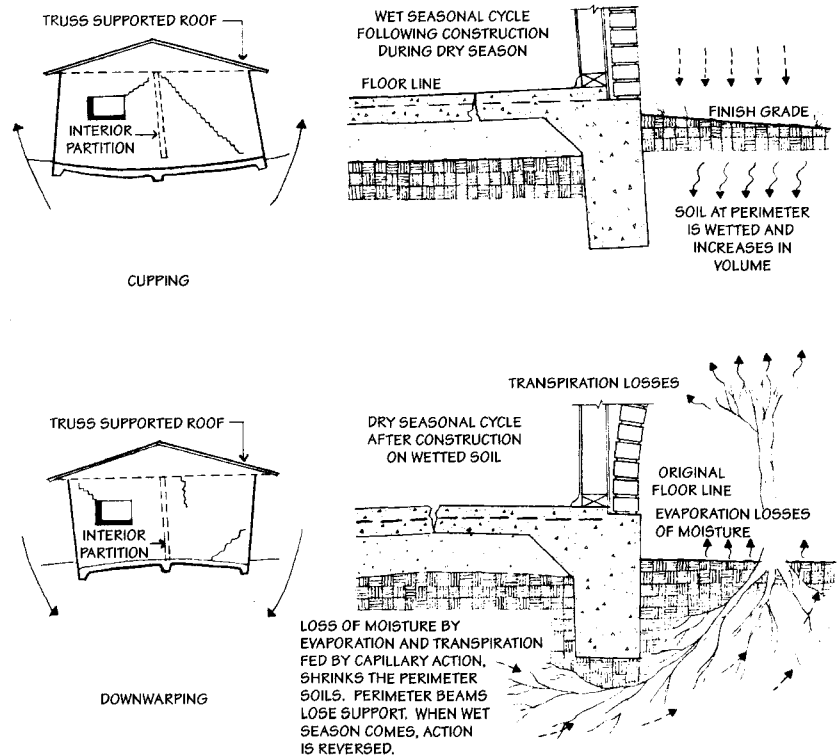 TRUSS SUPPORTED ROOF
INTERIOR
PARTITION
CUPPING
WET SEASONAL CYCLE
FOLLOWING CONSTRUCTION
DURING DRY SEASON
FLOOR LINE
FINISH GRADE
SOIL AT PERIMETER
IS WETTED AND
INCREASES IN
VOLUME
TRUSS SUPPORTED ROOF
INTERIOR
PARTITION
DOWNWARPING
TRANSPIRATION LOSSES
DRY SEASONAL CYCLE
AFTER CONSTRUCTION
ON WETTED SOIL
ORIGINAL
FLOOR LINE
EVAPORATION LOSSES
OF MOISTURE
LOSS OF MOISTURE BY
EVAPORATION AND TRANSPIRATION
FED BY CAPILLARY ACTION,
SHRINKS THE PERIMETER
SOILS. PERIMETER BEAMS
LOSE SUPPORT. WHEN WET
SEASON COMES, ACTION
IS REVERSED.